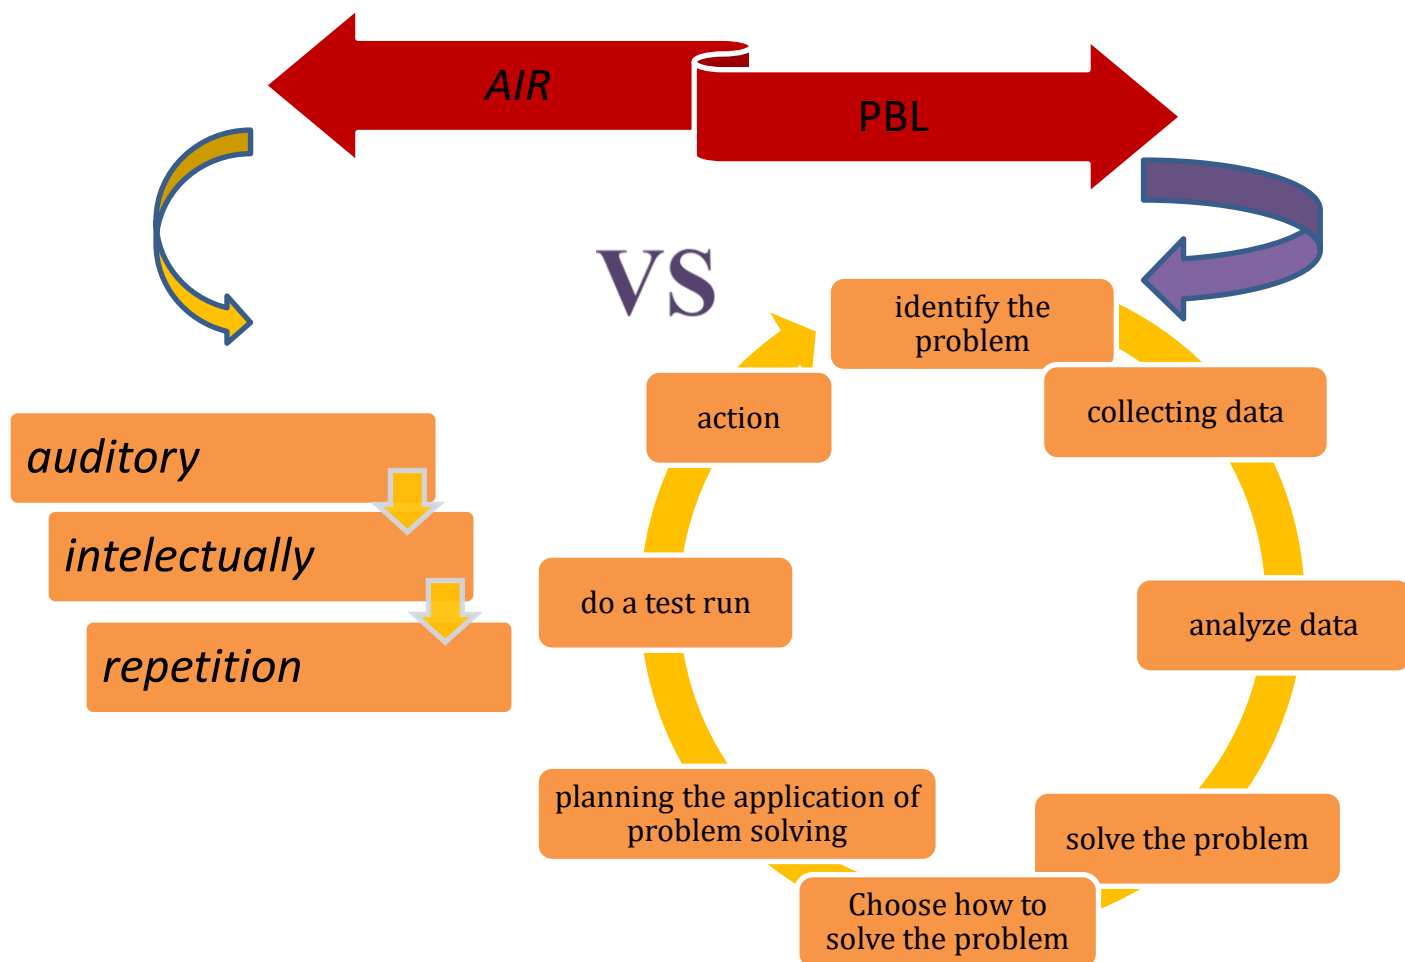 AIR
PBL
VS
auditory
intelectually
repetition
identify the
problem
collecting data
analyze data
solve the problem
Choose how to
solve the problem
planning the application of
problem solving
do a test run
action